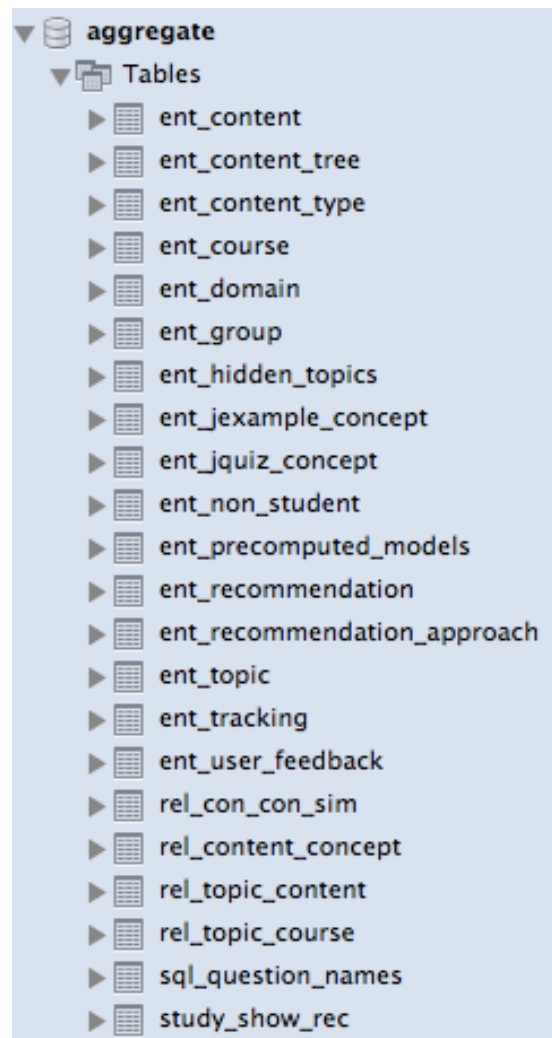 aggregate
Tables
ent_content
ent_content_tree
ent_content_type
ent_course
ent_domain
ent_group
ent_hidden_topics
ent_jexample_concept
ent_jquiz_concept
ent_non_student
ent_precomputed_models
ent_recommendation
ent_recommendation_approach
ent_topic
ent_tracking
ent_user_feedback
rel_con_con_sim
rel_content_concept
rel_topic_content
rel_topic_course
sql_question_names
study_show_rec